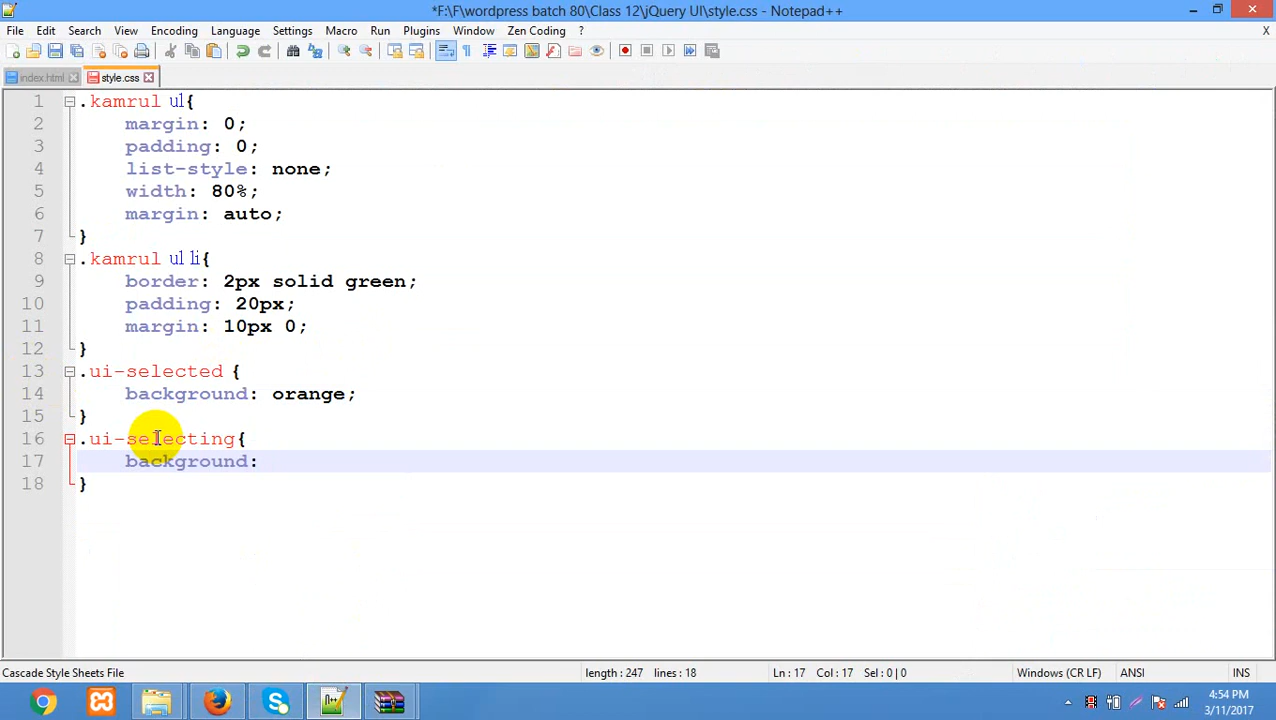 *F:\F\wordpress batch 80\Class 12\jQuery UI\style.css - Notepad++
File Edit Search View Encoding Language Settings Macro Run Plugins Window Zen Coding ? X
index.html style.css
1 .kamrul ul{
2 margin: 0;
3 padding: 0;
4 list-style: none;
5 width: 80%;
6 margin: auto;
7 }
8 .kamrul ul li{
9 border: 2px solid green;
10 padding: 20px;
11 margin: 10px 0;
12 }
13 .ui-selected {
14 background: orange;
15 }
16 .ui-selecting{
17 background:
18 }
Cascade Style Sheets File length : 247 lines : 18 Ln : 17 Col : 17 Sel : 0 | 0 Windows (CR LF) ANSI INS
4:54 PM
3/11/2017